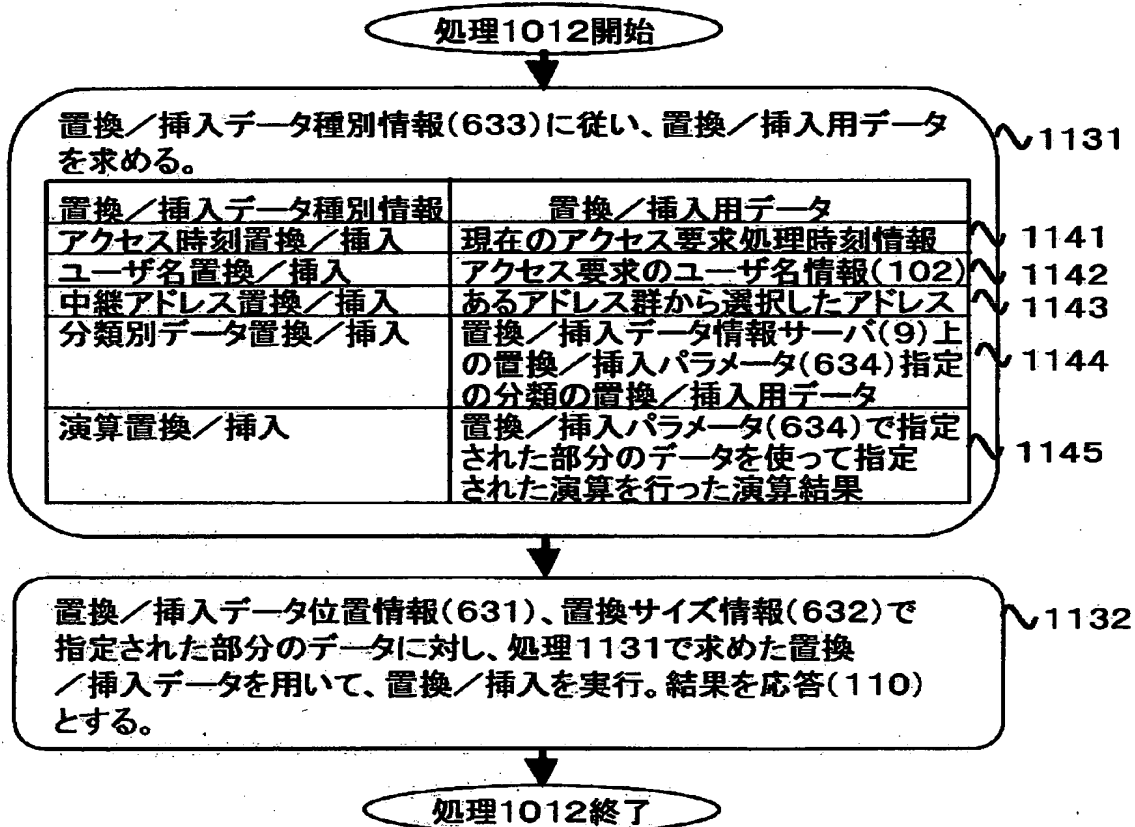 処理1012開始
置換／挿入データ種別情報(633)に従い、置換／挿入用データ
を求める。
1131
置換／挿入データ種別情報
置換／挿入用データ
アクセス時刻置換／挿入
現在のアクセス要求処理時刻情報
1141
ユーザ名置換／挿入
アクセス要求のユーザ名情報(102)
1142
中継アドレス置換／挿入
あるアドレス群から選択したアドレス
1143
分類別データ置換／挿入
置換／挿入データ情報サーバ(9)上
の置換／挿入パラメータ(634)指定
の分類の置換／挿入用データ
1144
演算置換／挿入
置換／挿入パラメータ(634)で指定
された部分のデータを使って指定
された演算を行った演算結果
1145
置換／挿入データ位置情報(631)、置換サイズ情報(632)で
指定された部分のデータに対し、処理1131で求めた置換
／挿入データを用いて、置換／挿入を実行。結果を応答(110)
とする。
1132
処理1012終了